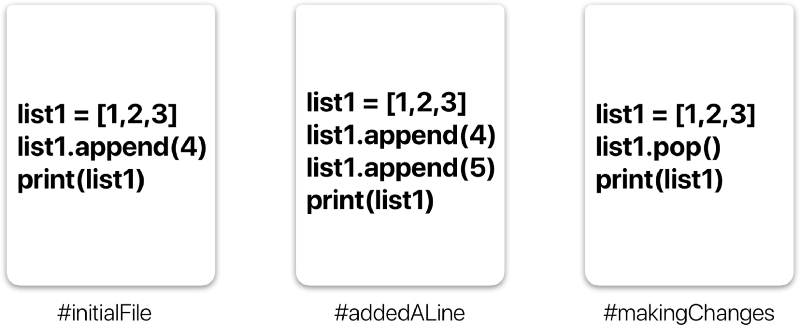 list1 = [1,2,3]
list1.append(4)
print(list1)
#initialFile
list1 = [1,2,3]
list1.append(4)
list1.append(5)
print(list1)
#addedALine
list1 = [1,2,3]
list1.pop()
print(list1)
#makingChanges